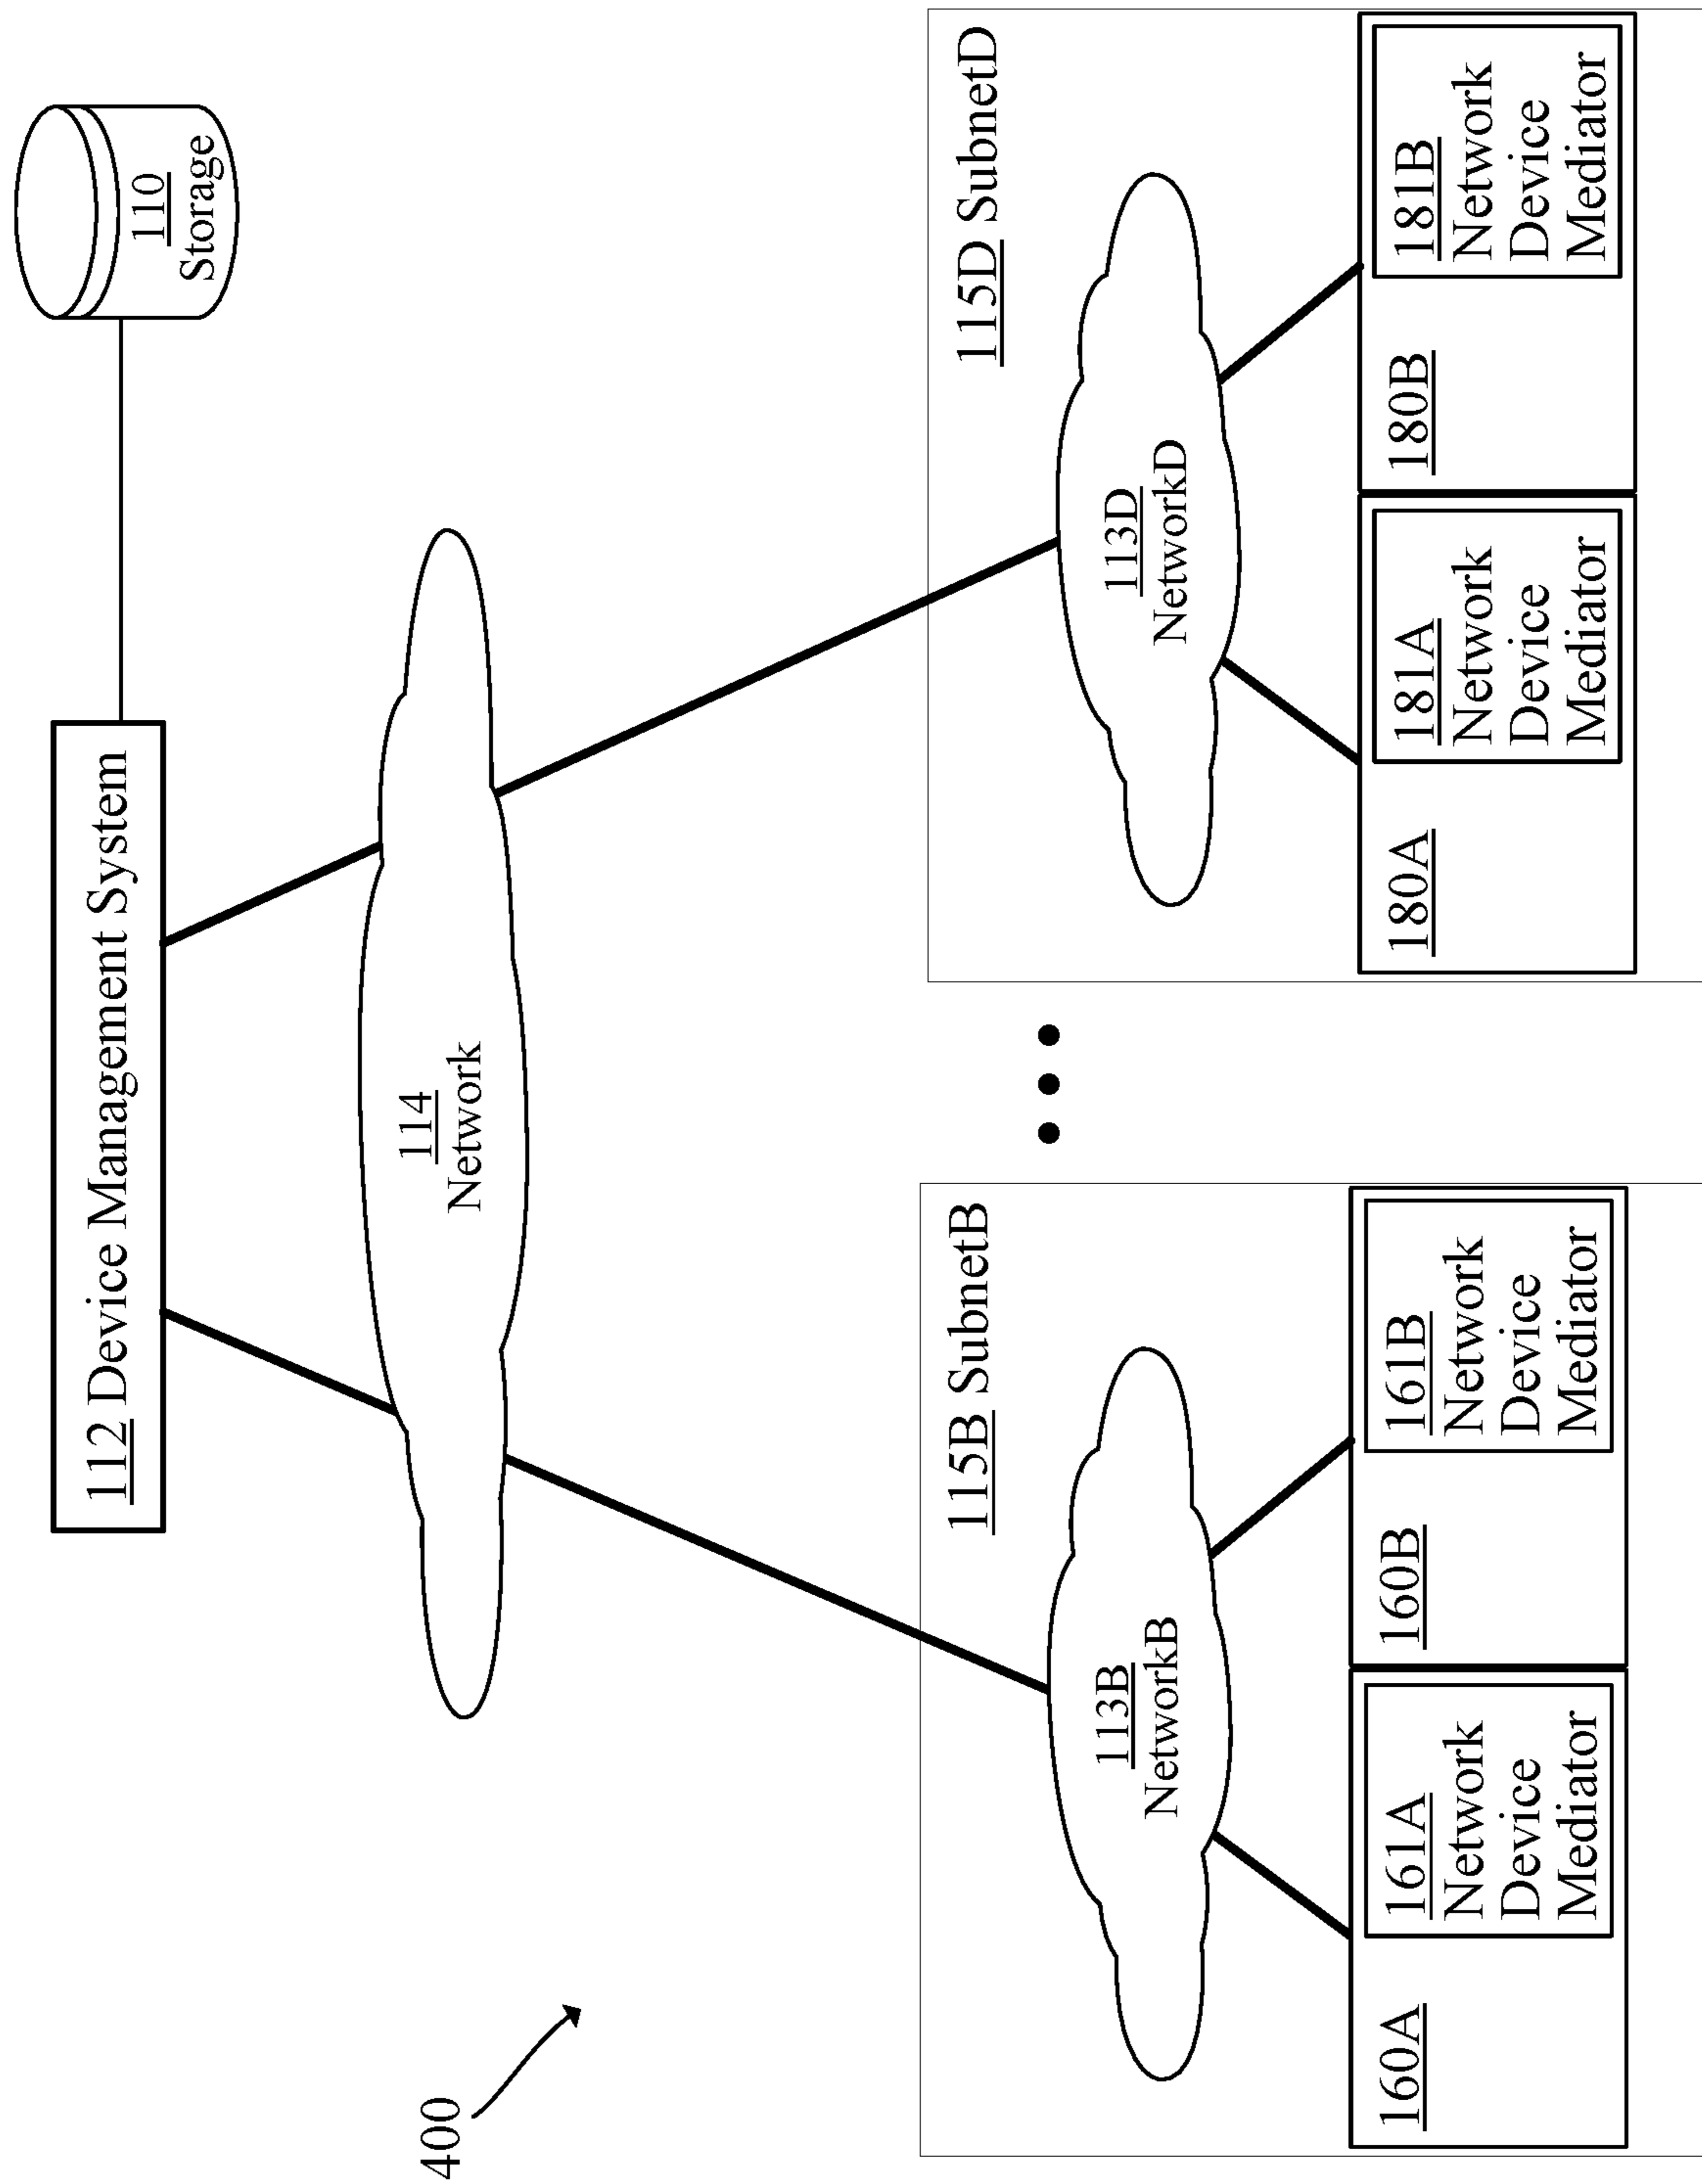 400
112 Device Management System
110
Storage
114
Network
115B SubnetB
113B
NetworkB
160A
161A
Network
Device
Mediator
160B
161B
Network
Device
Mediator
115D SubnetD
113D
NetworkD
180A
181A
Network
Device
Mediator
180B
181B
Network
Device
Mediator